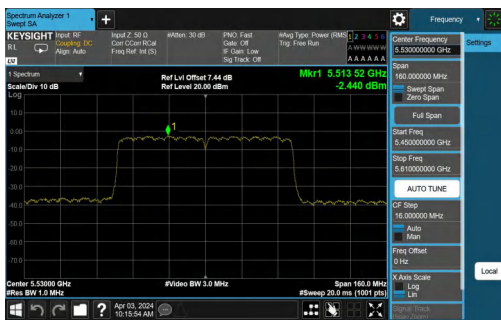 Spectrum Analyzer 1
Swept SA
Frequency
KEYSIGHT
Input: RF
Coupling: DC
Align: Auto
Input Z: 50 Ω
Corr CCorr RCal
Freq Ref: Int (S)
#Atten: 30 dB
PNO: Fast
Gate: Off
IF Gain: Low
Sig Track: Off
#Avg Type: Power (RMS)
Trig: Free Run
1 2 3 4 5 6
A W W W W W
A A A A A A
RL
LV
1 Spectrum
Scale/Div 10 dB
Log
Ref Lvl Offset 7.44 dB
Ref Level 20.00 dBm
Mkr1 5.513 52 GHz
-2.440 dBm
1
10.0
0.00
-10.0
-20.0
-30.0
-40.0
-50.0
-60.0
-70.0
Center 5.53000 GHz
#Res BW 1.0 MHz
#Video BW 3.0 MHz
Span 160.0 MHz
#Sweep 20.0 ms (1001 pts)
Apr 03, 2024
10:15:54 AM
Center Frequency
5.530000000 GHz
Span
160.000000 MHz
Swept Span
Zero Span
Full Span
Start Freq
5.450000000 GHz
Stop Freq
5.610000000 GHz
AUTO TUNE
CF Step
16.000000 MHz
Auto
Man
Freq Offset
0 Hz
X Axis Scale
Log
Lin
Signal Track
Settings
Local